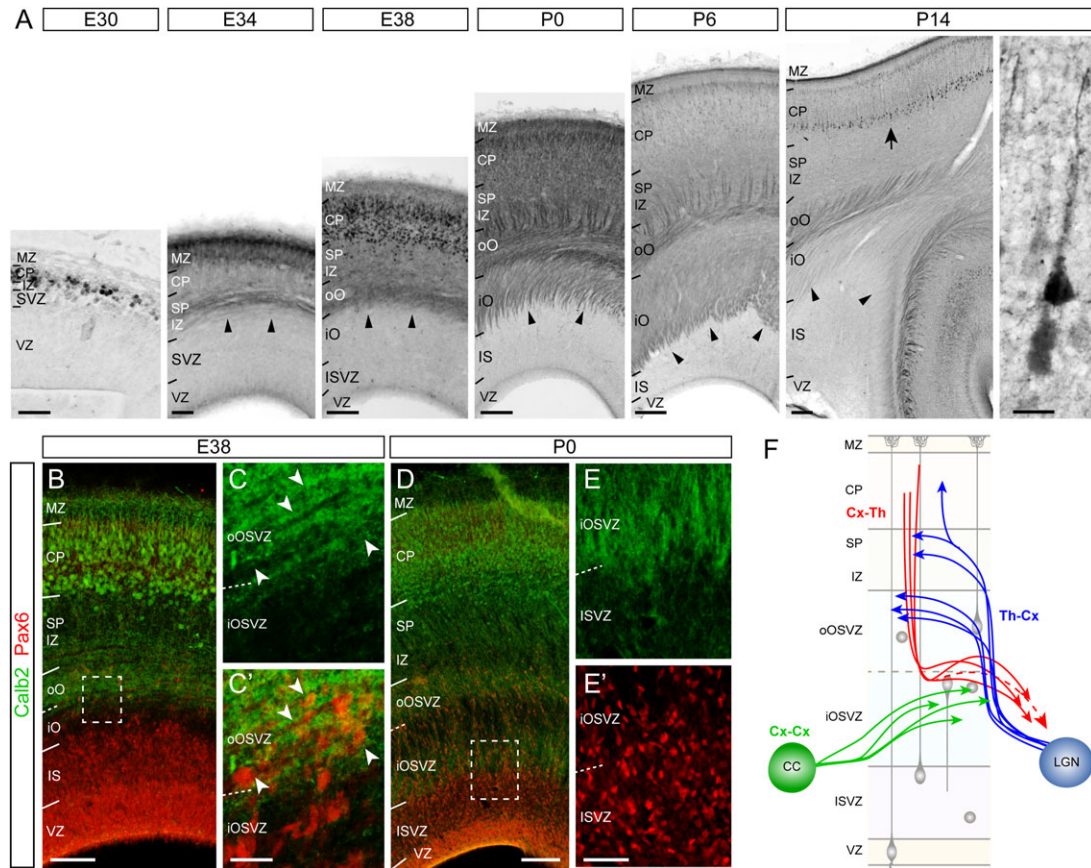 A
E30
E34
E38
P0
P6
P14
MZ
CP
IZ
SVZ
VZ
MZ
CP
SP
IZ
SVZ
VZ
MZ
CP
SP
IZ
oO
iO
ISVZ
VZ
MZ
CP
SP
IZ
oO
iO
IS
VZ
MZ
CP
SP
IZ
oO
iO
IS
VZ
MZ
CP
SP
IZ
oO
iO
IS
VZ
E38
P0
Calb2 Pax6
B
MZ
CP
SP
IZ
oO
iO
IS
VZ
C
oOSVZ
iOSVZ
C'
oOSVZ
iOSVZ
D
MZ
CP
SP
IZ
oOSVZ
iOSVZ
ISVZ
VZ
E
iOSVZ
ISVZ
E'
iOSVZ
ISVZ
F
MZ
CP
Cx-Th
SP
IZ
Th-Cx
oOSVZ
iOSVZ
Cx-Cx
CC
LGN
ISVZ
VZ